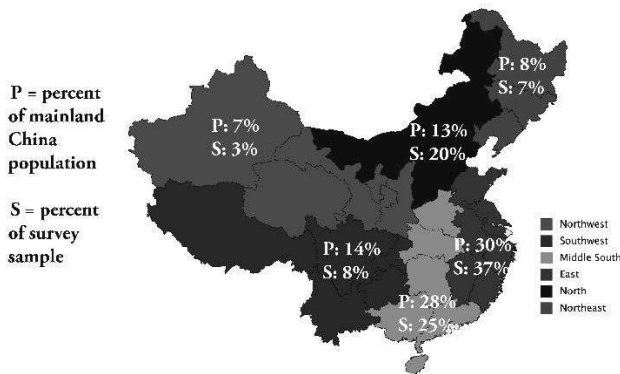 P = percent
of mainland
China
population
S = percent
of survey
sample
P: 8%
S: 7%
P: 7%
S: 3%
P: 13%
S: 20%
P: 14%
S: 8%
P: 30%
S: 37%
P: 28%
S: 25%
Northwest
Southwest
Middle South
East
North
Northeast